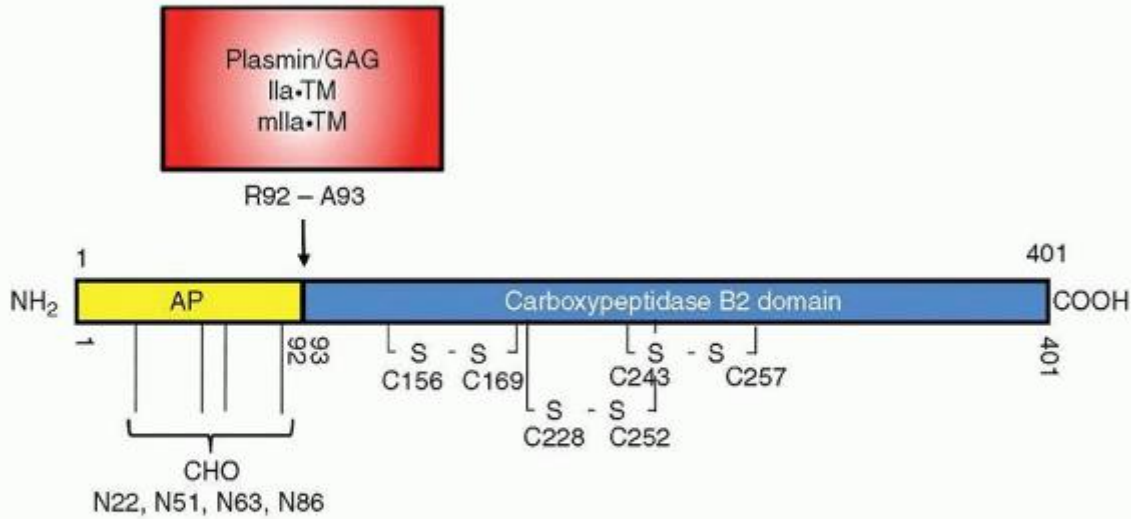 Plasmin/GAG
IIa•TM
mIIa•TM
R92 – A93
1
401
NH2
AP
Carboxypeptidase B2 domain
COOH
1
92
93
401
S - S
S - S
C156
C169
C243
C257
S - S
C228
C252
CHO
N22, N51, N63, N86